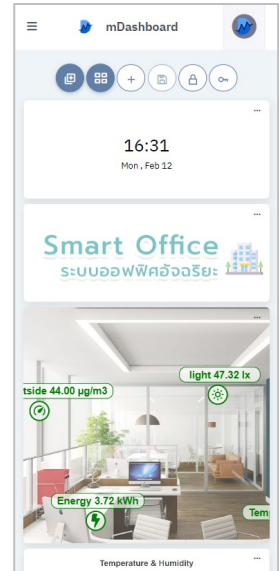 mDashboard
16:31
Mon , Feb 12
Smart Office
ระบบออฟฟิศอัจฉริยะ
light 47.32 lx
tside 44.00 µg/m3
Energy 3.72 kWh
Tem
Temperature & Humidity